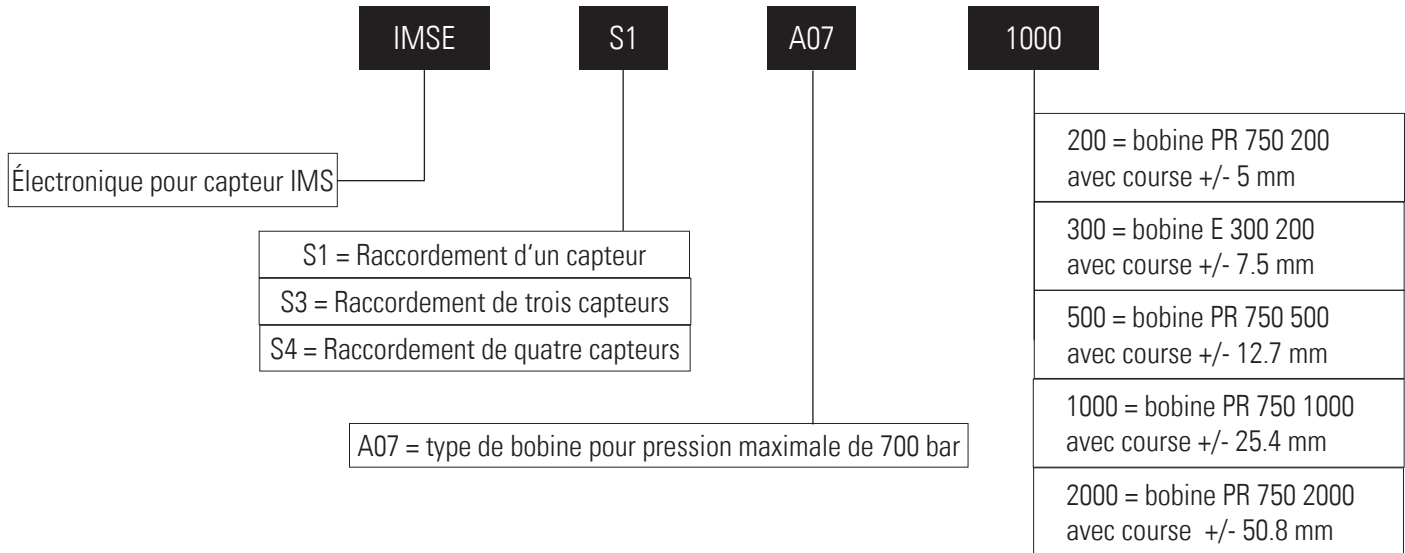 IMSE S1 A07 1000
200 = bobine PR 750 200
avec course +/- 5 mm
Électronique pour capteur IMS
300 = bobine E 300 200
avec course +/- 7.5 mm
S1 = Raccordement d‘un capteur
S3 = Raccordement de trois capteurs
S4 = Raccordement de quatre capteurs
500 = bobine PR 750 500
avec course +/- 12.7 mm
1000 = bobine PR 750 1000
avec course +/- 25.4 mm
A07 = type de bobine pour pression maximale de 700 bar
2000 = bobine PR 750 2000
avec course +/- 50.8 mm